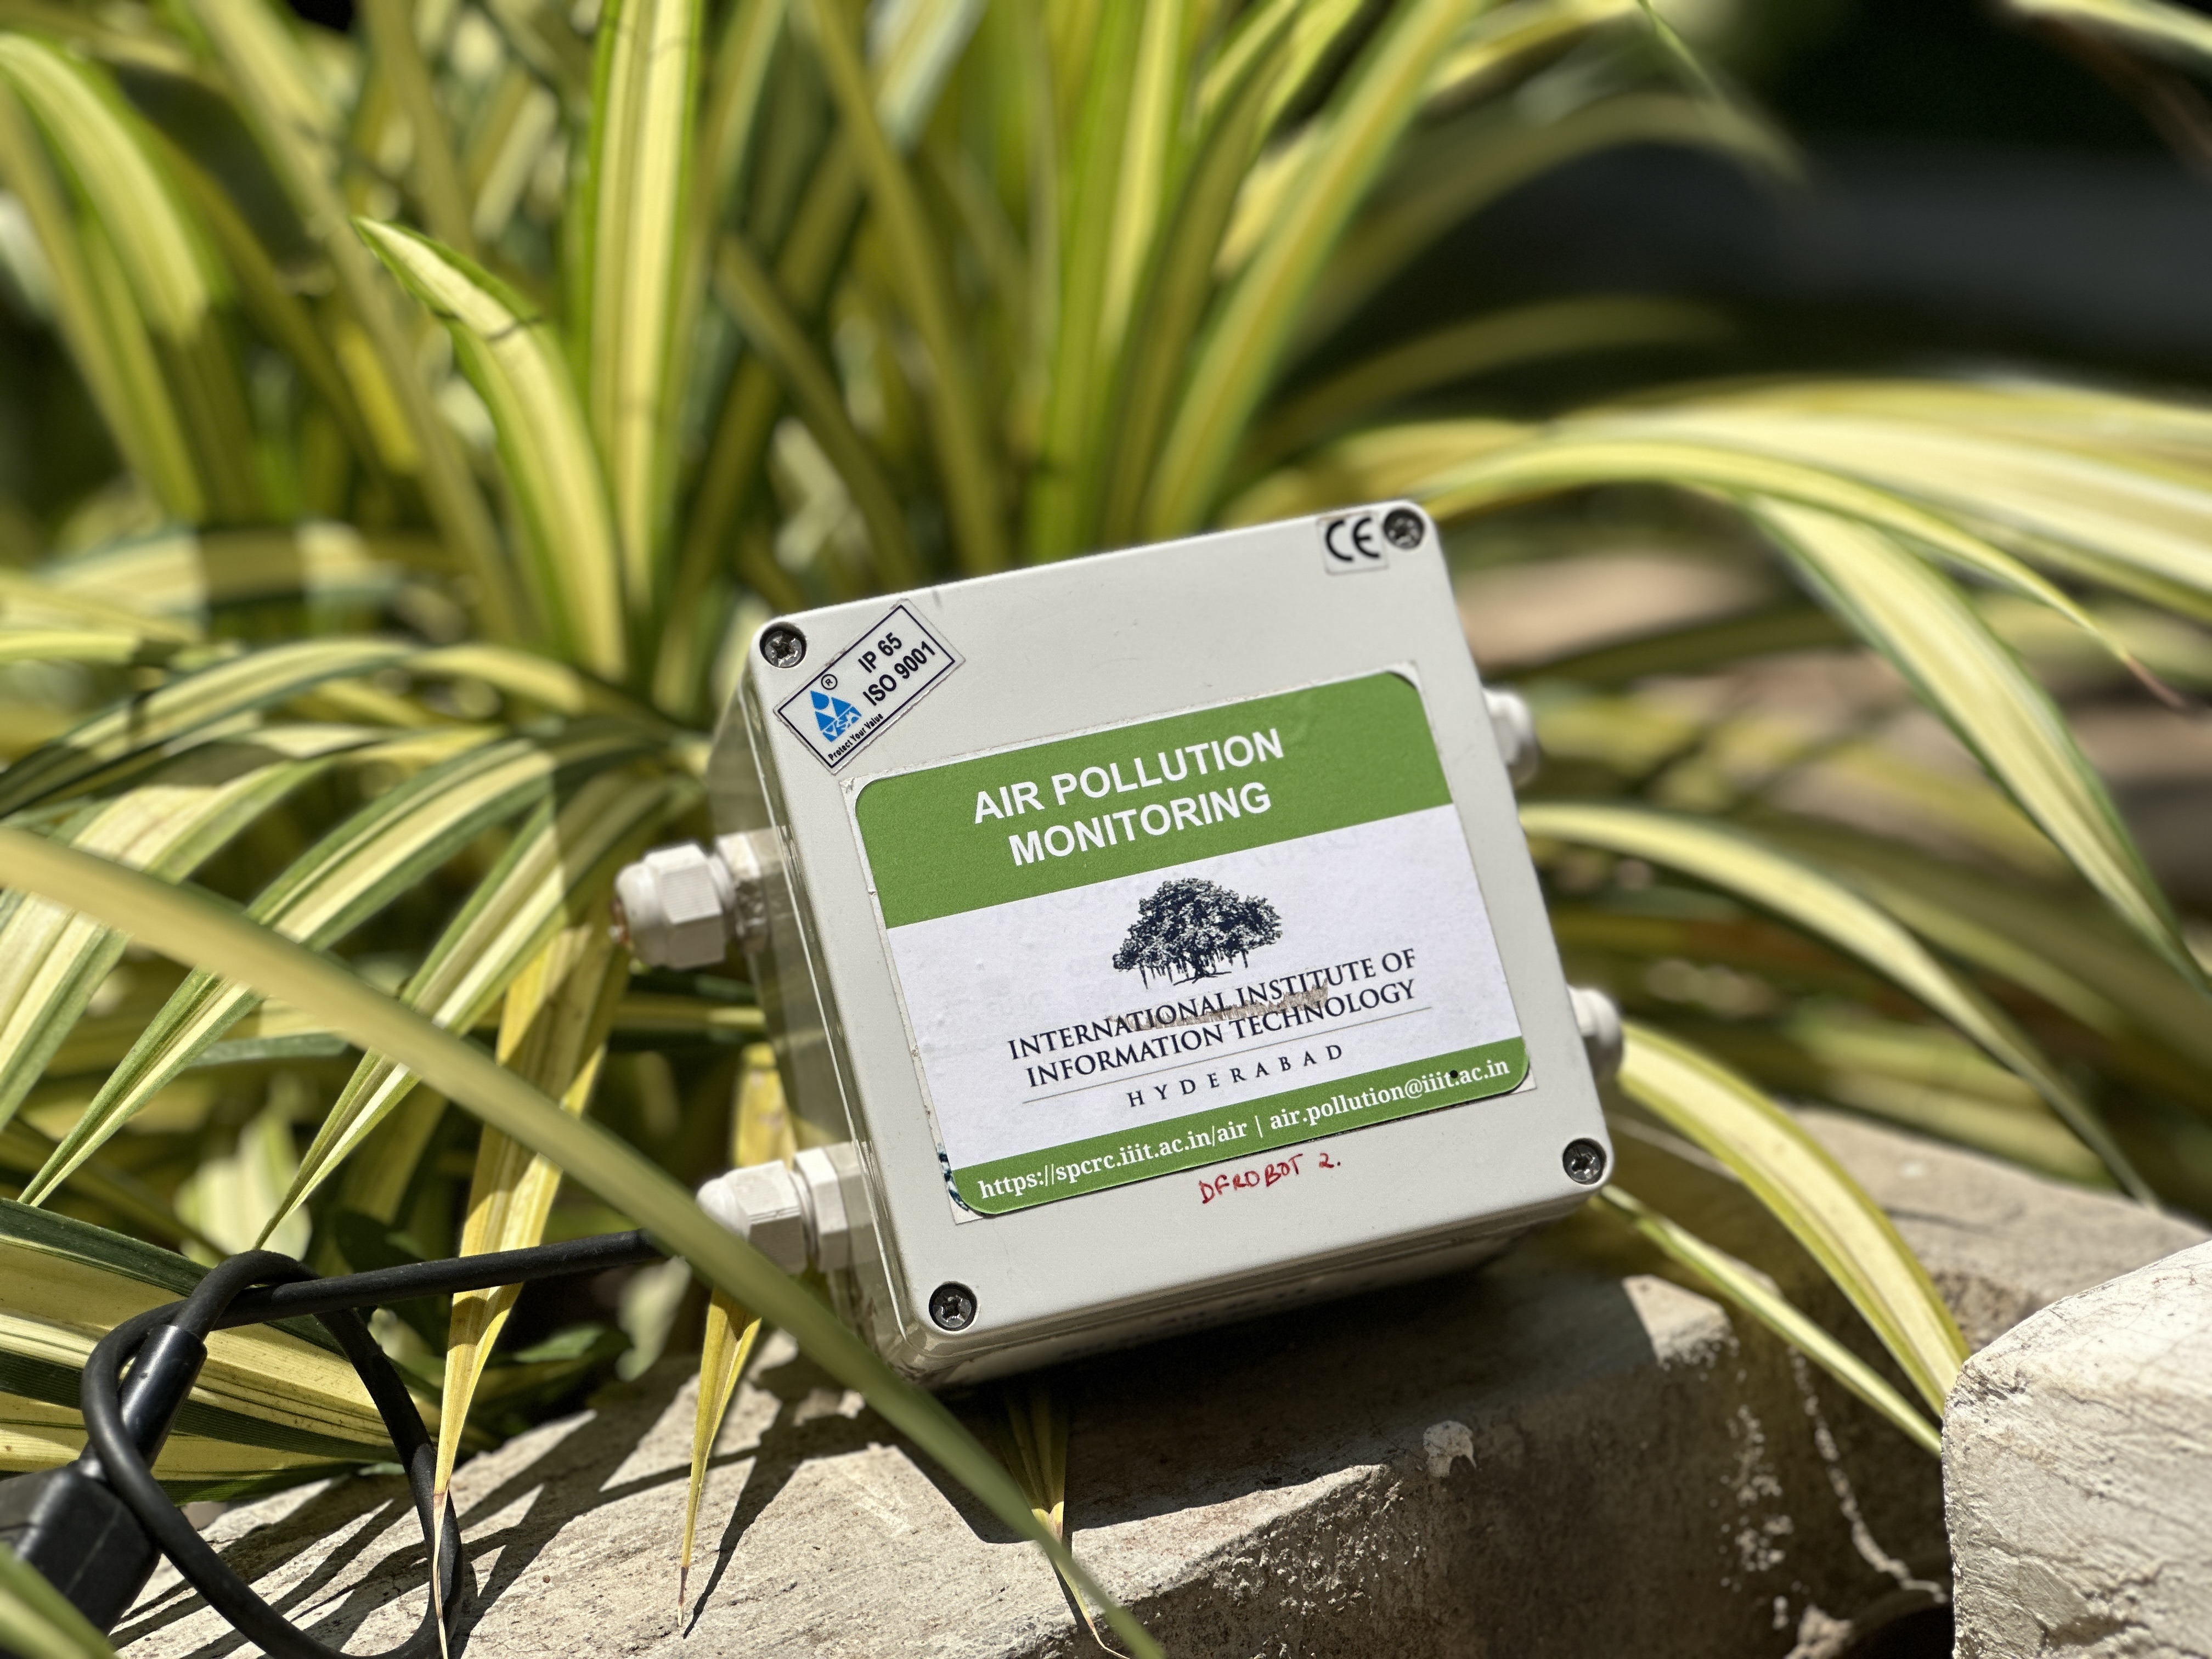 CE
IP 65
ISO 9001
®
VSA
Protect Your Value
AIR POLLUTION
MONITORING
INTERNATIONAL INSTITUTE OF
INFORMATION TECHNOLOGY
HYDERABAD
https://spcrc.iiit.ac.in/air | air.pollution@iiit.ac.in
DFROBOT 2.